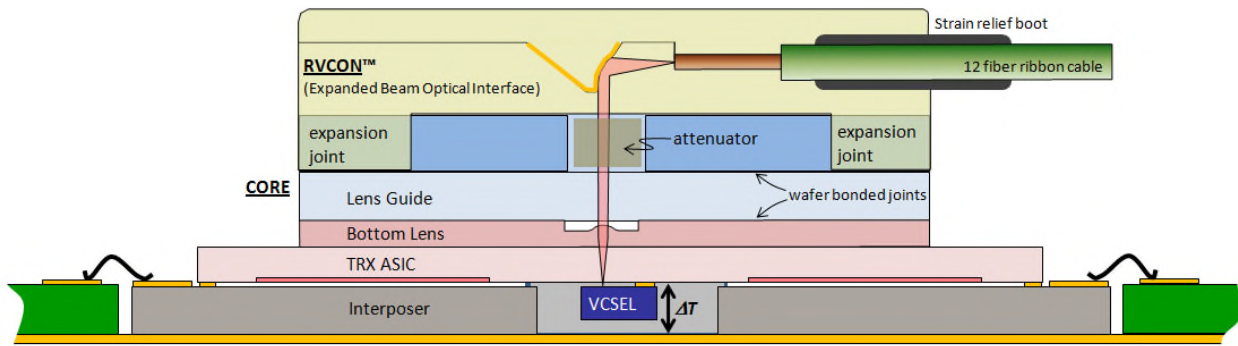 Strain relief boot
RVCON™
(Expanded Beam Optical Interface)
12 fiber ribbon cable
expansion
joint
attenuator
expansion
joint
CORE
Lens Guide
wafer bonded joints
Bottom Lens
TRX ASIC
Interposer
VCSEL
ΔT